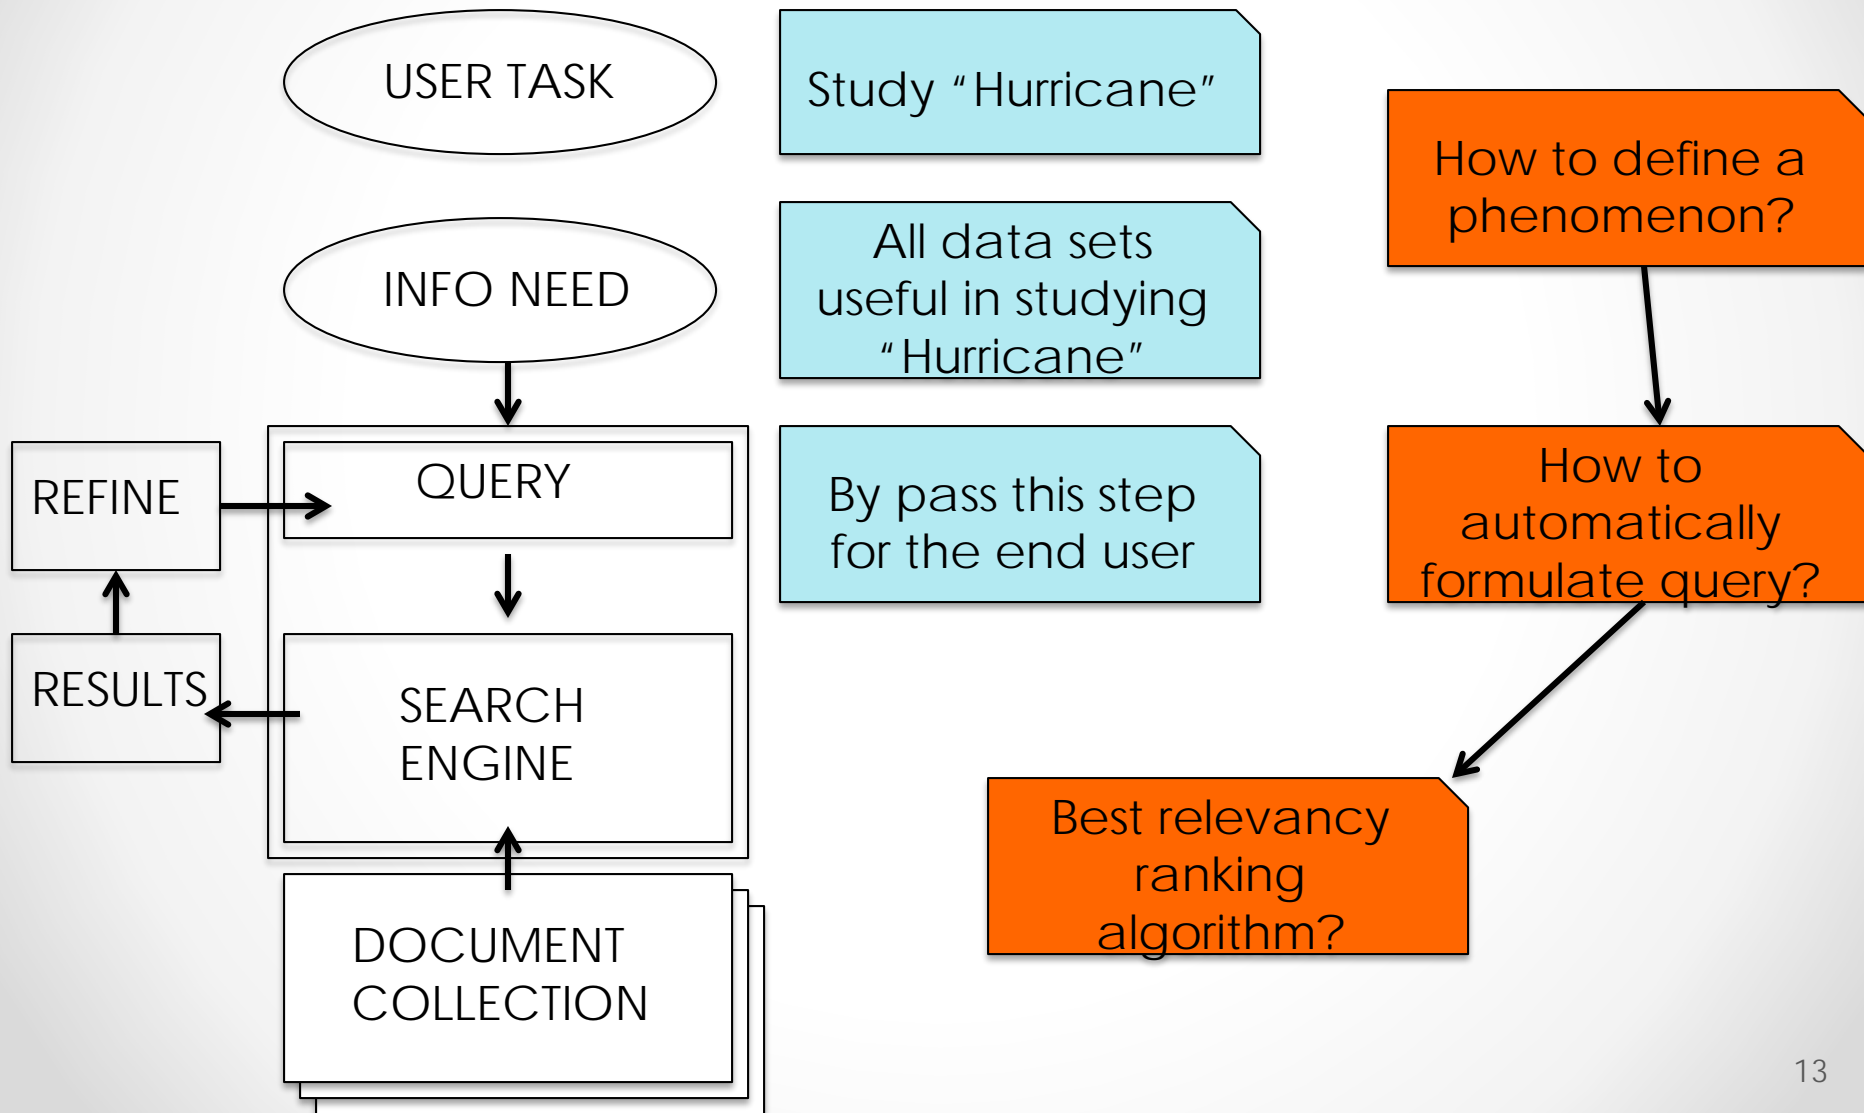 USER TASK
Study “Hurricane”
How to define a
phenomenon?
INFO NEED
All data sets
useful in studying
“Hurricane”
REFINE
QUERY
By pass this step
for the end user
How to
automatically
formulate query?
RESULTS
SEARCH
ENGINE
Best relevancy
ranking
algorithm?
DOCUMENT
COLLECTION
13